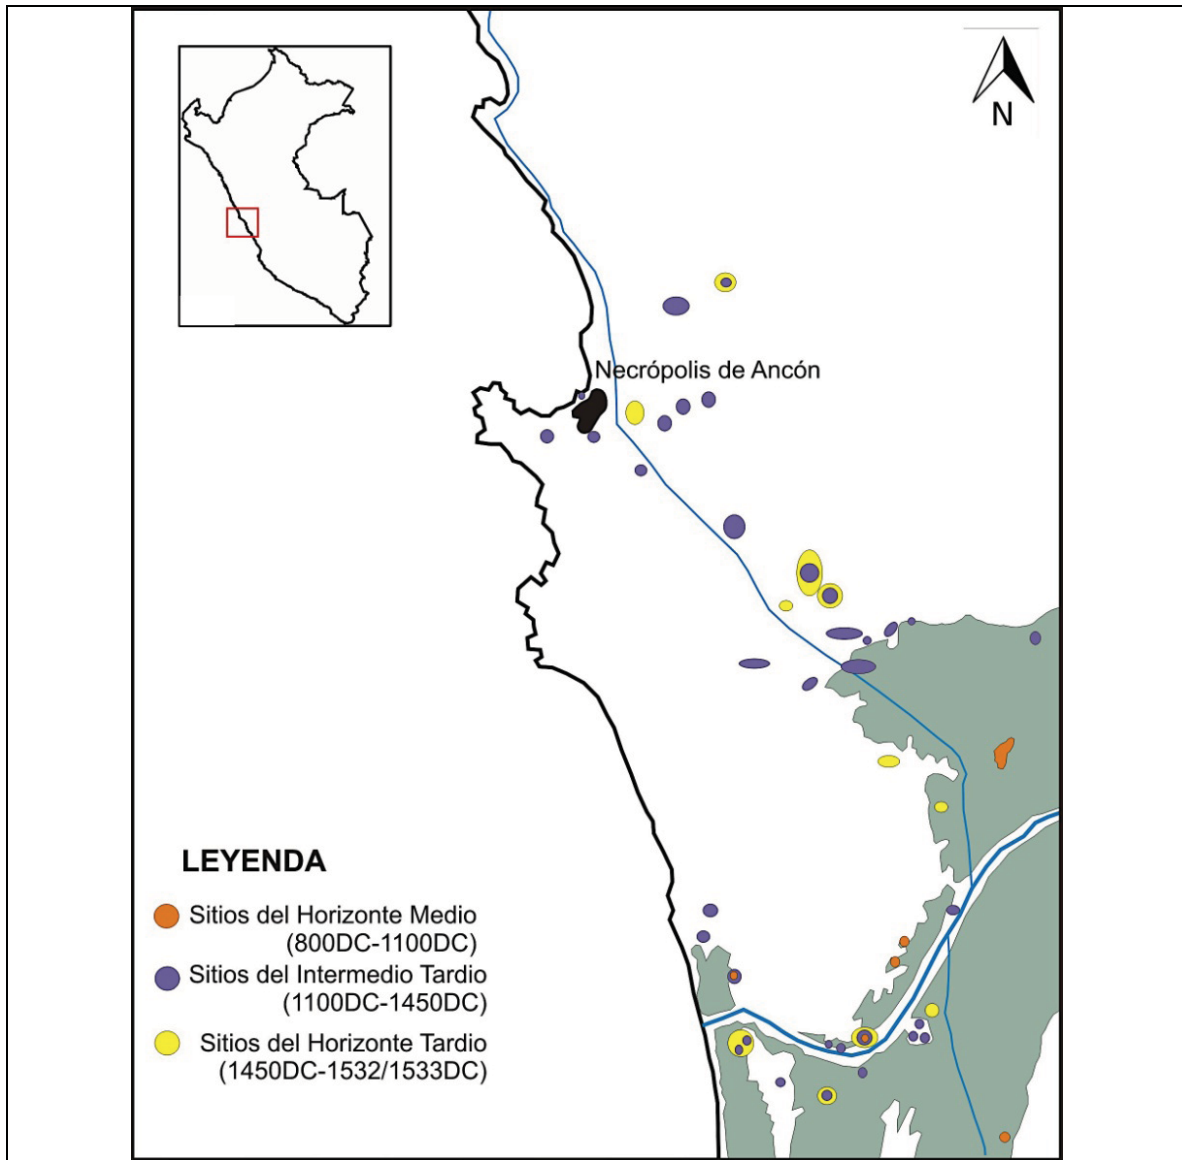 N
Necrópolis de Ancón
LEYENDA
Sitios del Horizonte Medio
(800DC-1100DC)
Sitios del Intermedio Tardio
(1100DC-1450DC)
Sitios del Horizonte Tardio
(1450DC-1532/1533DC)